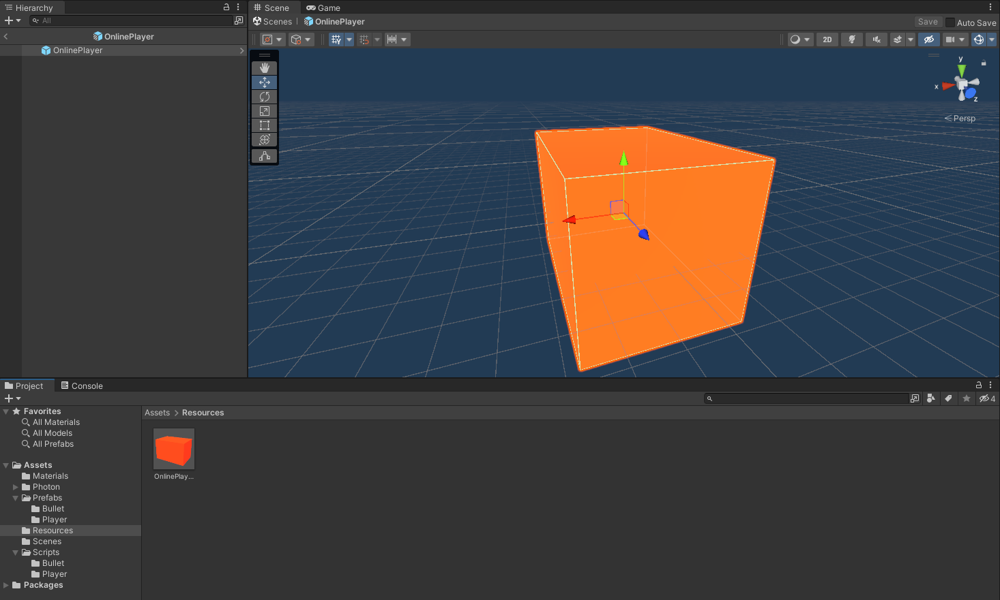 Hierarchy
All
OnlinePlayer
OnlinePlayer
Scene
Game
Scenes
OnlinePlayer
Save
Auto Save
2D
y
x
z
Persp
Project
Console
4
Favorites
All Materials
All Models
All Prefabs
Assets
Materials
Photon
Prefabs
Bullet
Player
Resources
Scenes
Scripts
Bullet
Player
Packages
Assets > Resources
OnlinePlay...